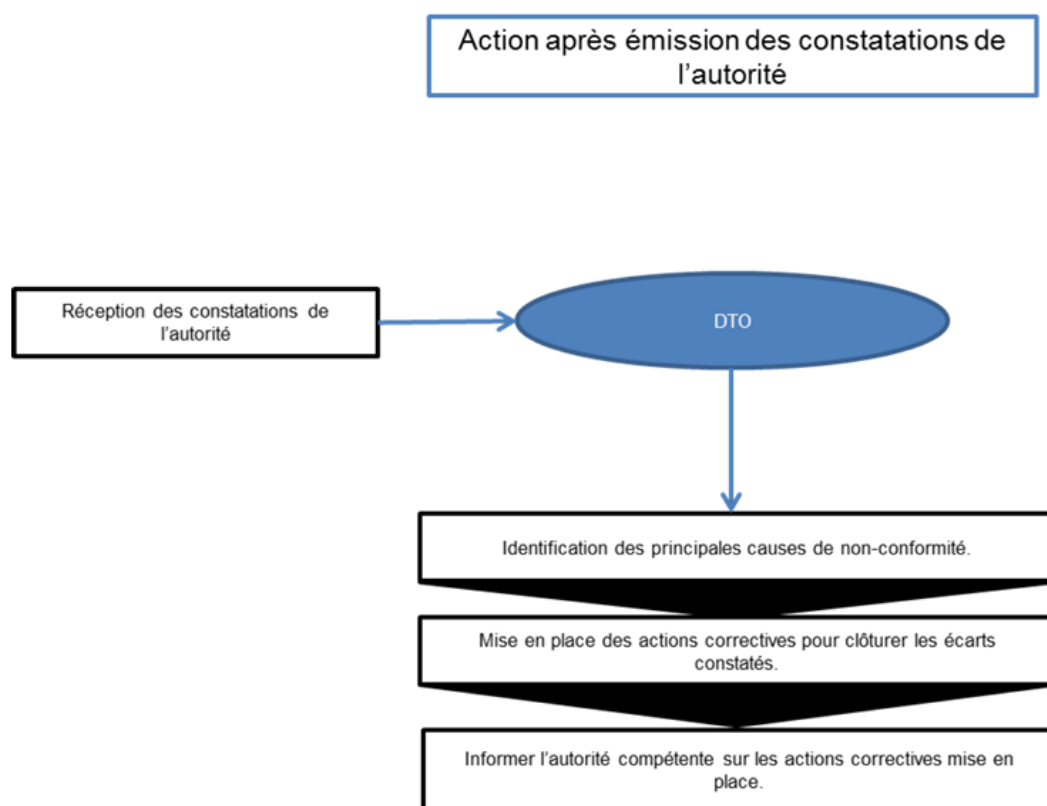 Action après émission des constatations de
l'autorité
Réception des constatations de
l'autorité
DTO
Identification des principales causes de non-conformité.
Mise en place des actions correctives pour clôturer les écarts
constatés.
Informer l'autorité compétente sur les actions correctives mise en
place.